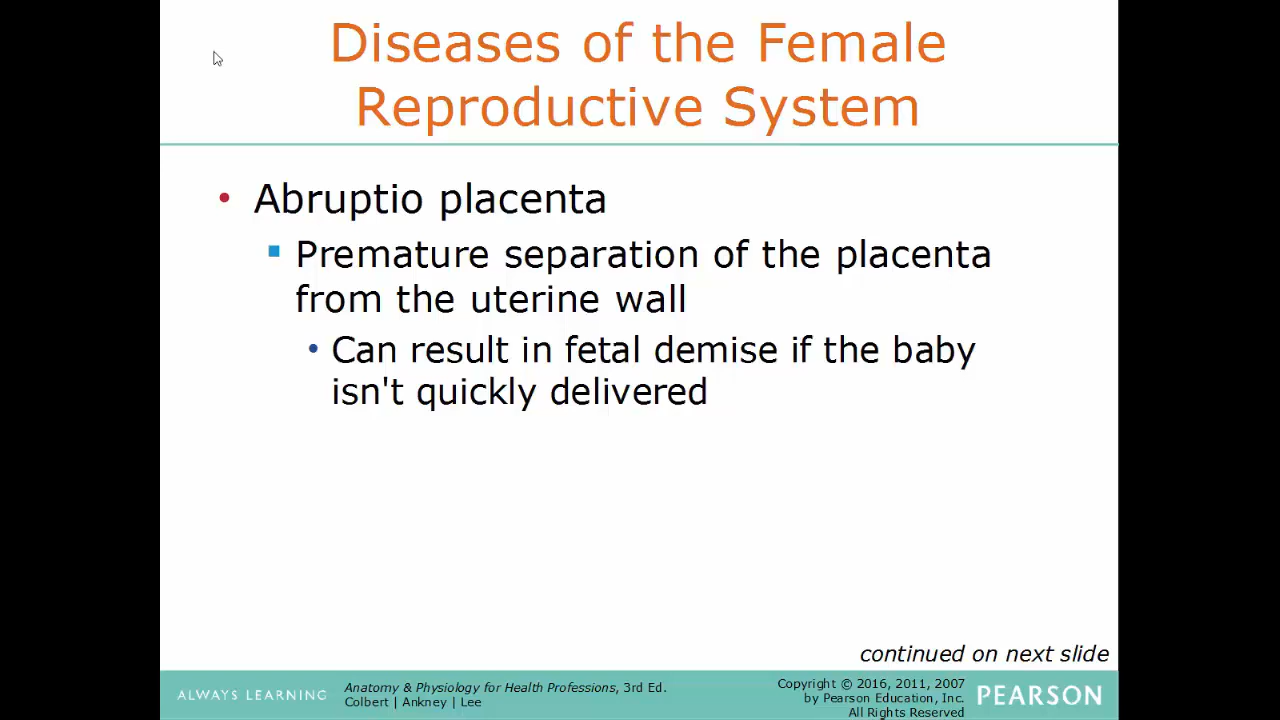 Diseases of the Female
Reproductive System
• Abruptio placenta
▪ Premature separation of the placenta
from the uterine wall
• Can result in fetal demise if the baby
isn't quickly delivered
continued on next slide
ALWAYS LEARNING
Anatomy & Physiology for Health Professions, 3rd Ed.
Colbert | Ankney | Lee
Copyright © 2016, 2011, 2007
by Pearson Education, Inc.
All Rights Reserved
PEARSON